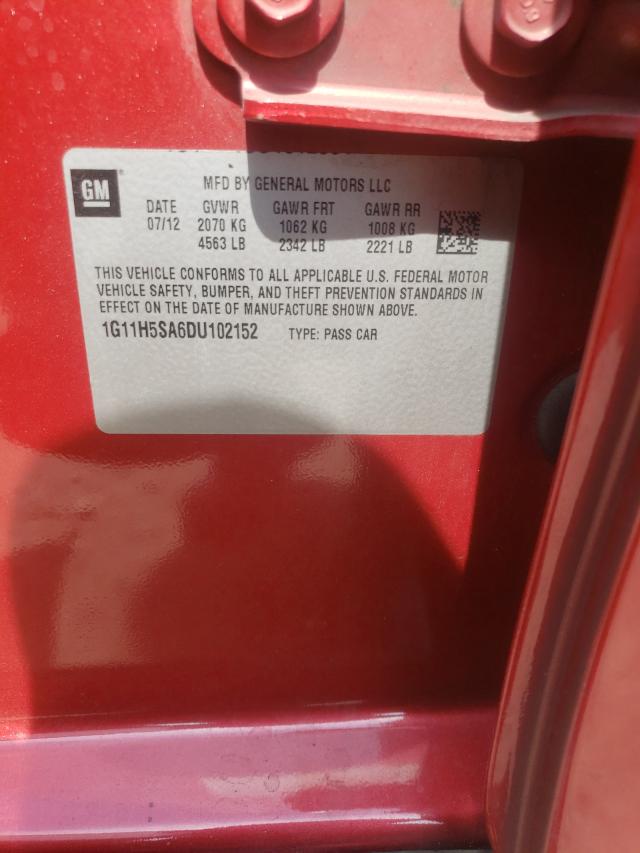 GM
MFD BY GENERAL MOTORS LLC
DATE GVWR GAWR FRT GAWR RR
07/12 2070 KG 1062 KG 1008 KG
4563 LB 2342 LB 2221 LB
THIS VEHICLE CONFORMS TO ALL APPLICABLE U.S. FEDERAL MOTOR
VEHICLE SAFETY, BUMPER, AND THEFT PREVENTION STANDARDS IN
EFFECT ON THE DATE OF MANUFACTURE SHOWN ABOVE.
1G11H5SA6DU102152 TYPE: PASS CAR